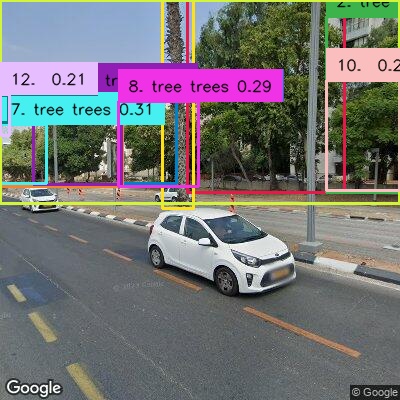 2. tree
12. 0.21
tr
8. tree trees 0.29
10. 0.2
7. tree trees 0.31
Google
© Google